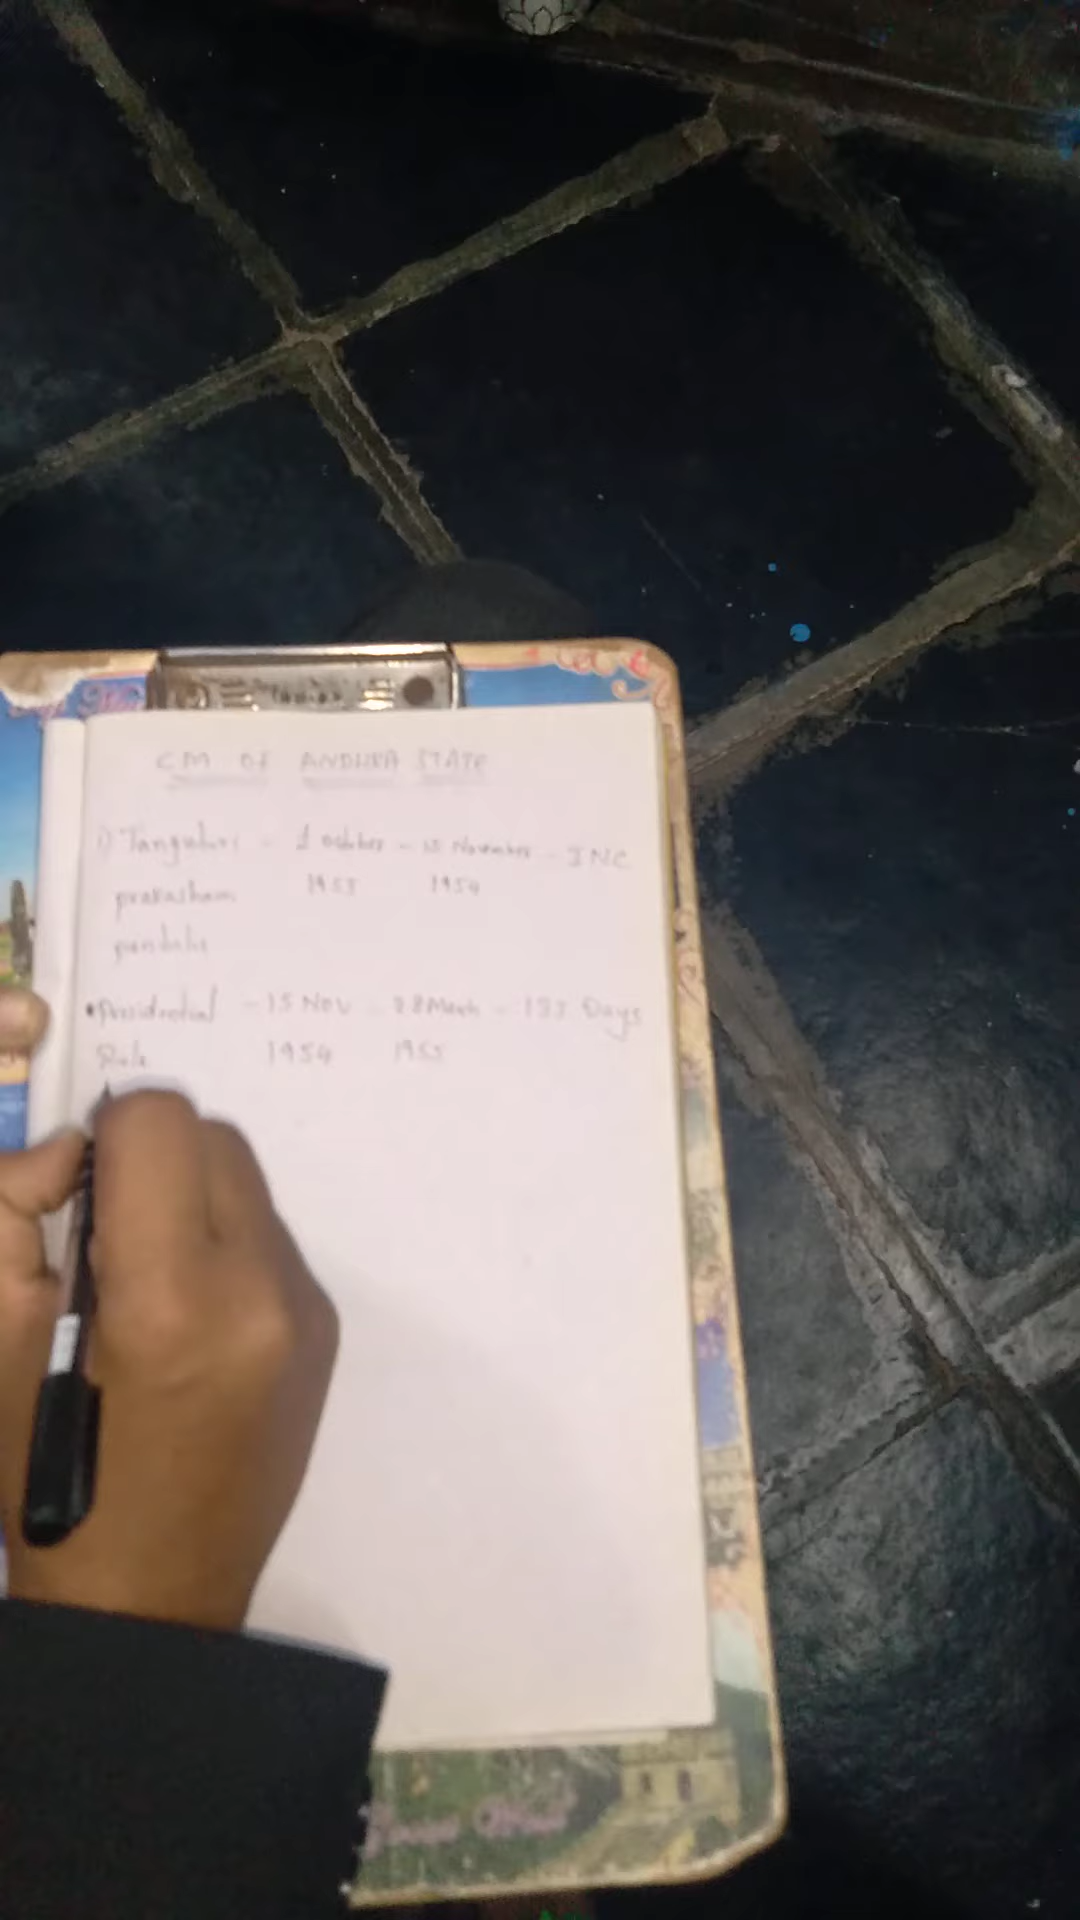 CM OF ANDHRA STATE
1) Tanguturi - 1 october - 15 November - INC
prakasham 1953 1954
pantulu
• Presidential - 15 Nov - 28 March - 133 Days
Rule 1954 1955